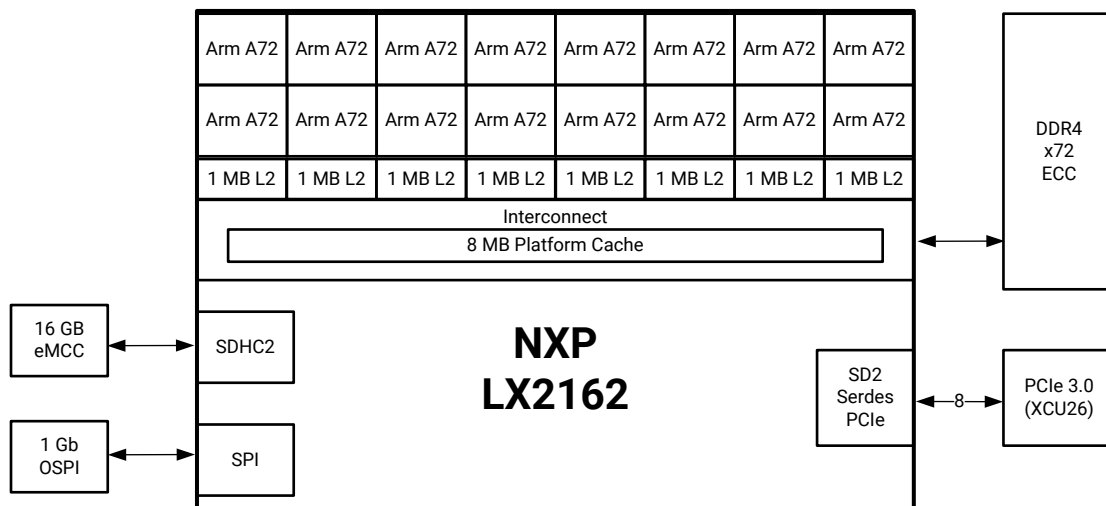 Arm A72 Arm A72 Arm A72 Arm A72 Arm A72 Arm A72 Arm A72 Arm A72
Arm A72 Arm A72 Arm A72 Arm A72 Arm A72 Arm A72 Arm A72 Arm A72
1 MB L2 1 MB L2 1 MB L2 1 MB L2 1 MB L2 1 MB L2 1 MB L2 1 MB L2
Interconnect
8 MB Platform Cache
DDR4
x72
ECC
16 GB
eMCC
SDHC2
NXP
LX2162
SD2
Serdes
PCIe
8
PCIe 3.0
(XCU26)
1 Gb
OSPI
SPI